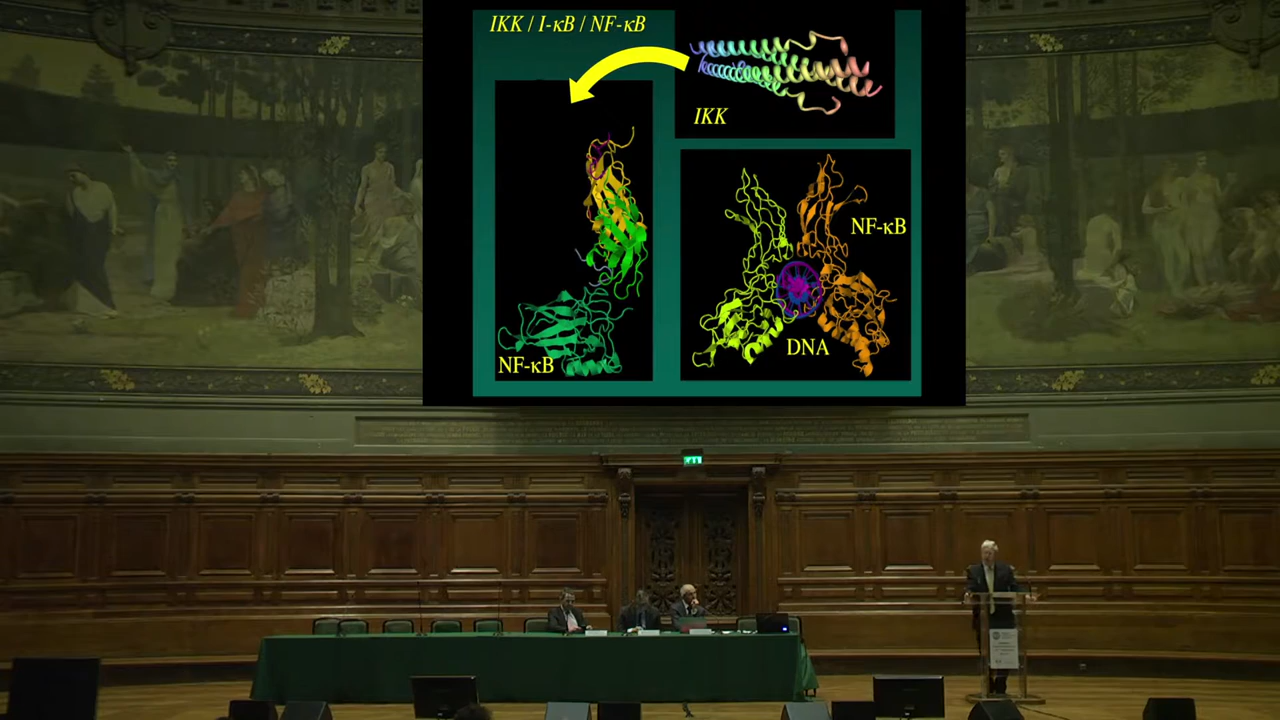 IKK / I-κB / NF-κB
IKK
NF-κB
NF-κB
DNA